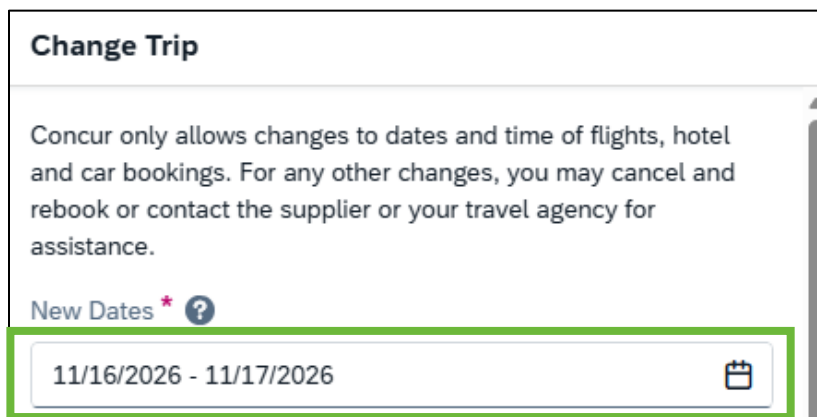 Change Trip
Concur only allows changes to dates and time of flights, hotel
and car bookings. For any other changes, you may cancel and
rebook or contact the supplier or your travel agency for
assistance.
New Dates * ?
11/16/2026 - 11/17/2026